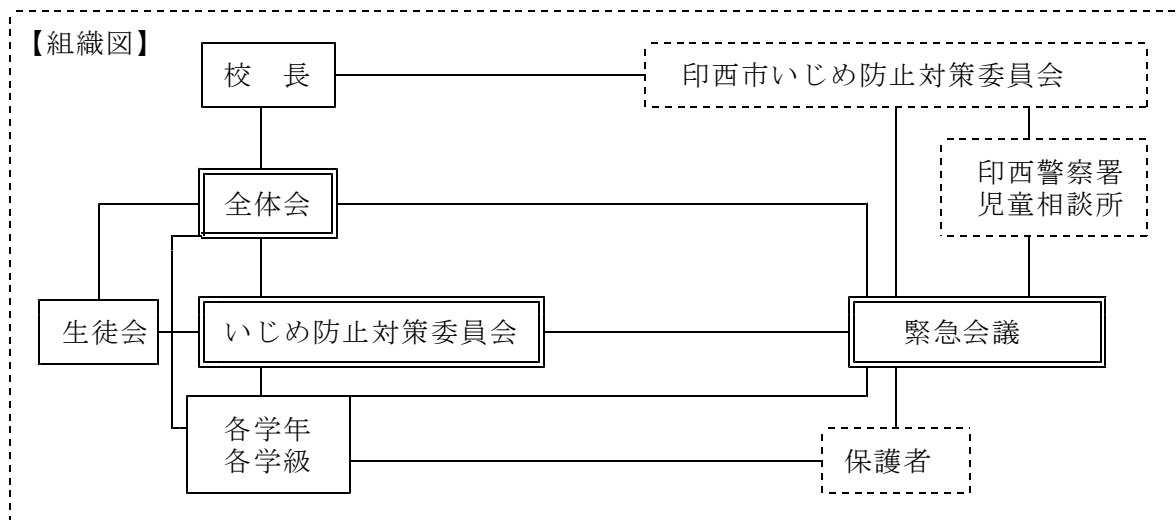 【組織図】
校　長
印西市いじめ防止対策委員会
印西警察署
児童相談所
全体会
生徒会
いじめ防止対策委員会
緊急会議
各学年
各学級
保護者